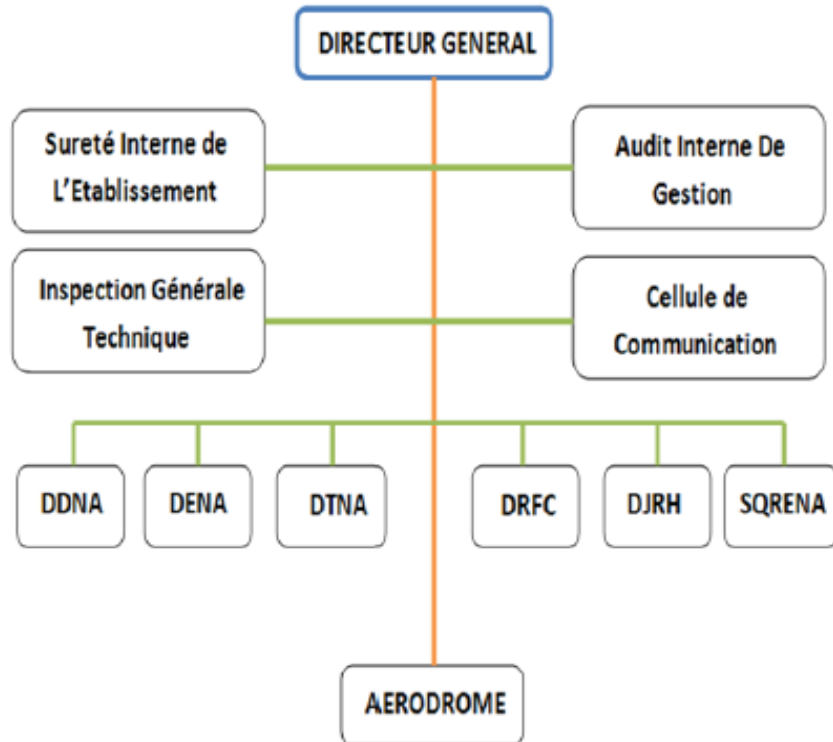 DIRECTEUR GENERAL
Sureté Interne de
L'Etablissement
Audit Interne De
Gestion
Inspection Générale
Technique
Cellule de
Communication
DDNA
DENA
DTNA
DRFC
DJRH
SQRENA
AERODROME